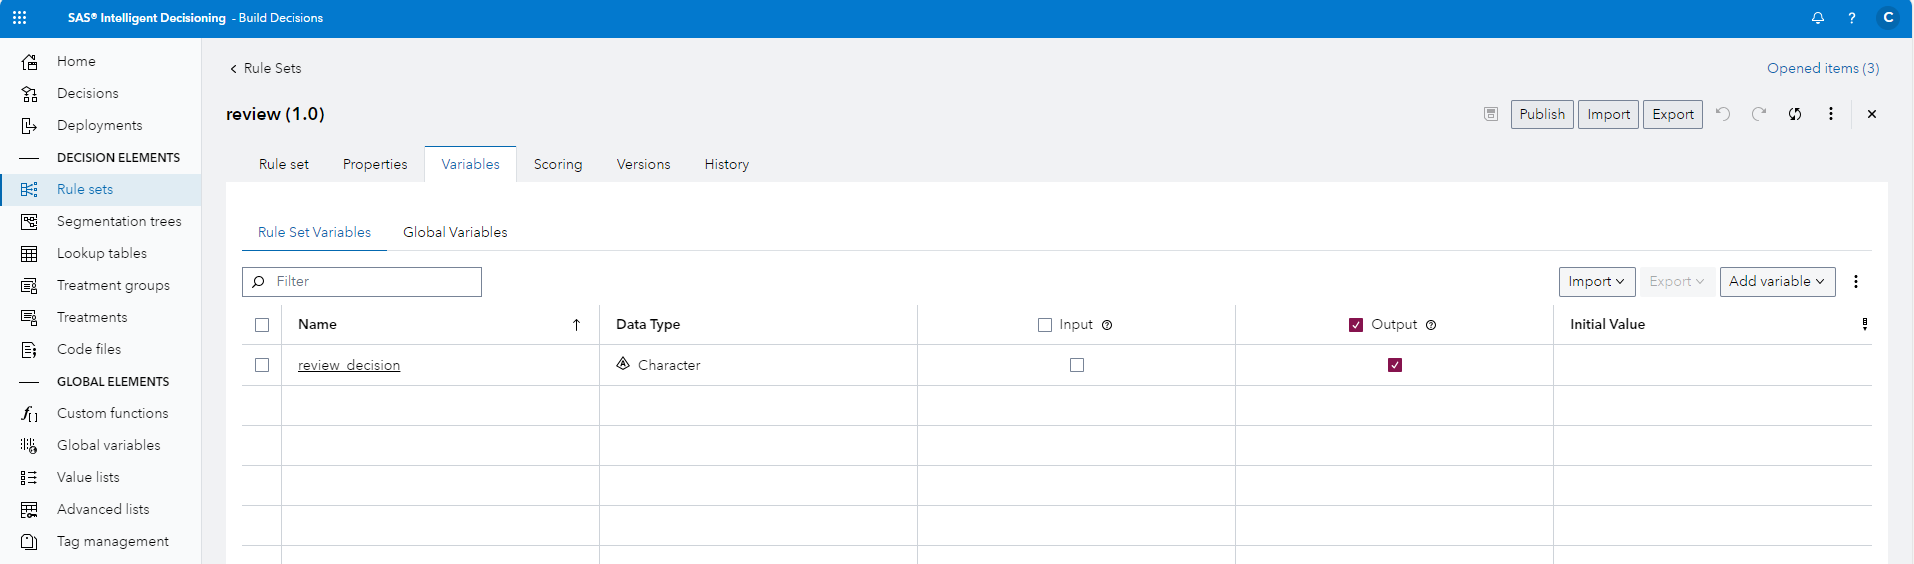 SAS® Intelligent Decisioning - Build Decisions
? C
Home
Decisions
Deployments
DECISION ELEMENTS
Rule sets
Segmentation trees
Lookup tables
Treatment groups
Treatments
Code files
GLOBAL ELEMENTS
Custom functions
Global variables
Value lists
Advanced lists
Tag management
Rule Sets
Opened items (3)
review (1.0)
Publish Import Export
Rule set Properties Variables Scoring Versions History
Rule Set Variables Global Variables
Filter
Import Export Add variable
Name Data Type Input Output Initial Value
review_decision Character